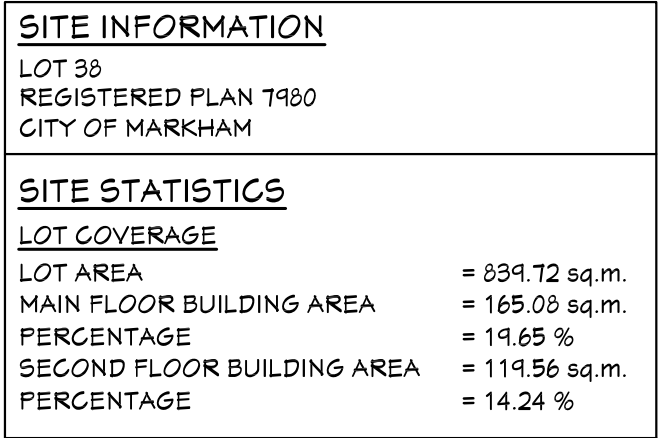 SITE INFORMATION
LOT 38
REGISTERED PLAN 7980
CITY OF MARKHAM
SITE STATISTICS
LOT COVERAGE
LOT AREA = 839.72 sq.m.
MAIN FLOOR BUILDING AREA = 165.08 sq.m.
PERCENTAGE = 19.65 %
SECOND FLOOR BUILDING AREA = 119.56 sq.m.
PERCENTAGE = 14.24 %